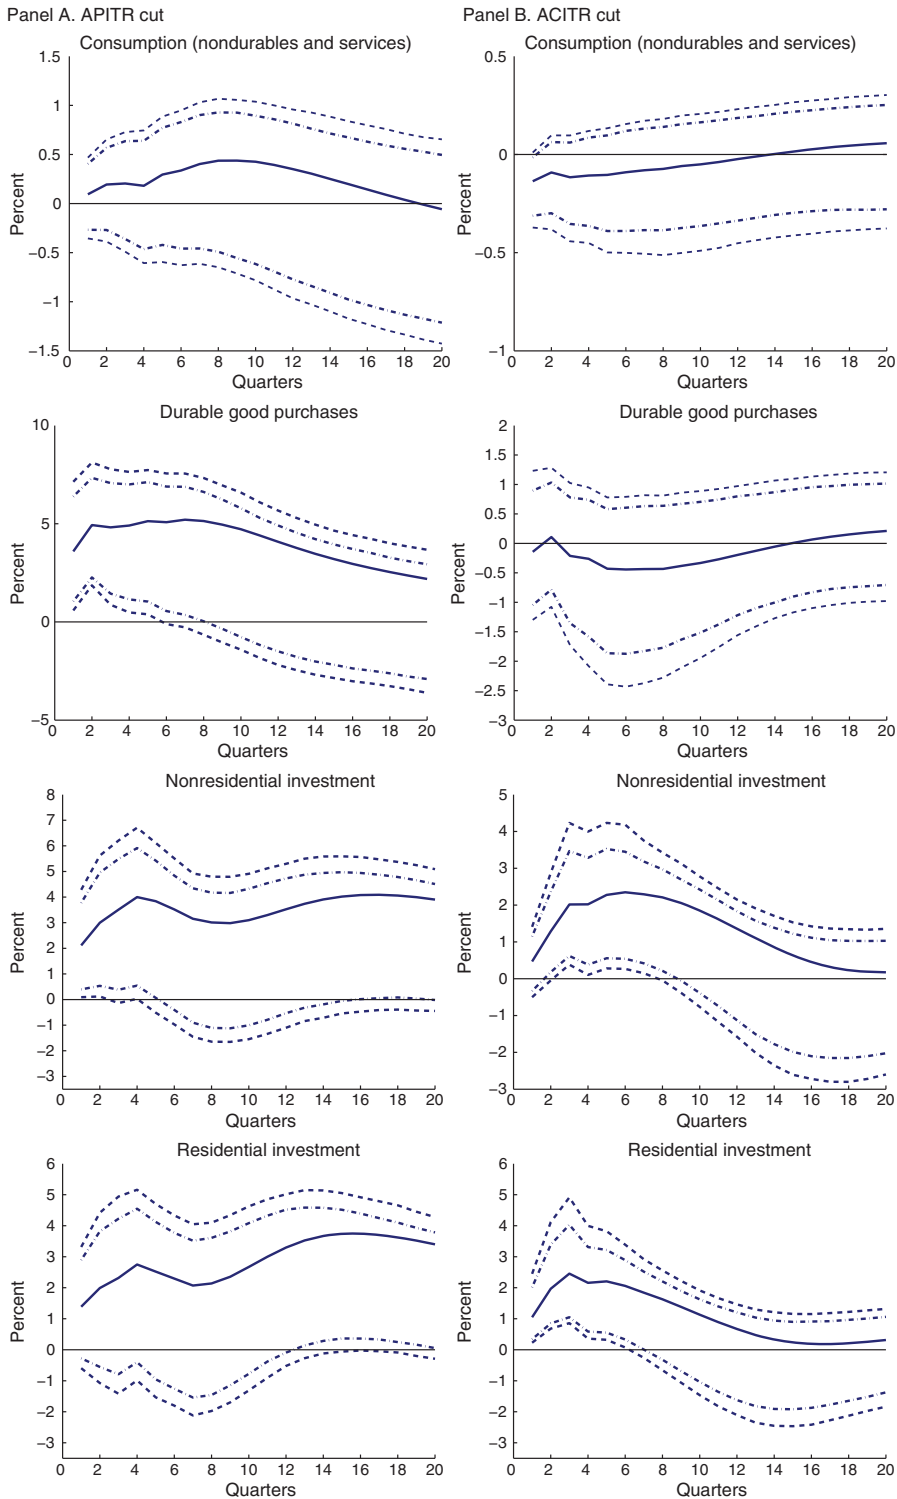 Panel A. APITR cut
Panel B. ACITR cut
Consumption (nondurables and services)
1.5
1
0.5
0
−0.5
−1
−1.5
Percent
0 2 4 6 8 10 12 14 16 18 20
Quarters
Consumption (nondurables and services)
0.5
0
−0.5
−1
Percent
0 2 4 6 8 10 12 14 16 18 20
Quarters
Durable good purchases
10
5
0
−5
Percent
0 2 4 6 8 10 12 14 16 18 20
Quarters
Durable good purchases
2
1.5
1
0.5
0
−0.5
−1
−1.5
−2
−2.5
−3
Percent
0 2 4 6 8 10 12 14 16 18 20
Quarters
Nonresidential investment
8
7
6
5
4
3
2
1
0
−1
−2
−3
Percent
0 2 4 6 8 10 12 14 16 18 20
Quarters
Nonresidential investment
5
4
3
2
1
0
−1
−2
−3
Percent
0 2 4 6 8 10 12 14 16 18 20
Quarters
Residential investment
6
5
4
3
2
1
0
−1
−2
−3
Percent
0 2 4 6 8 10 12 14 16 18 20
Quarters
Residential investment
6
5
4
3
2
1
0
−1
−2
−3
Percent
0 2 4 6 8 10 12 14 16 18 20
Quarters